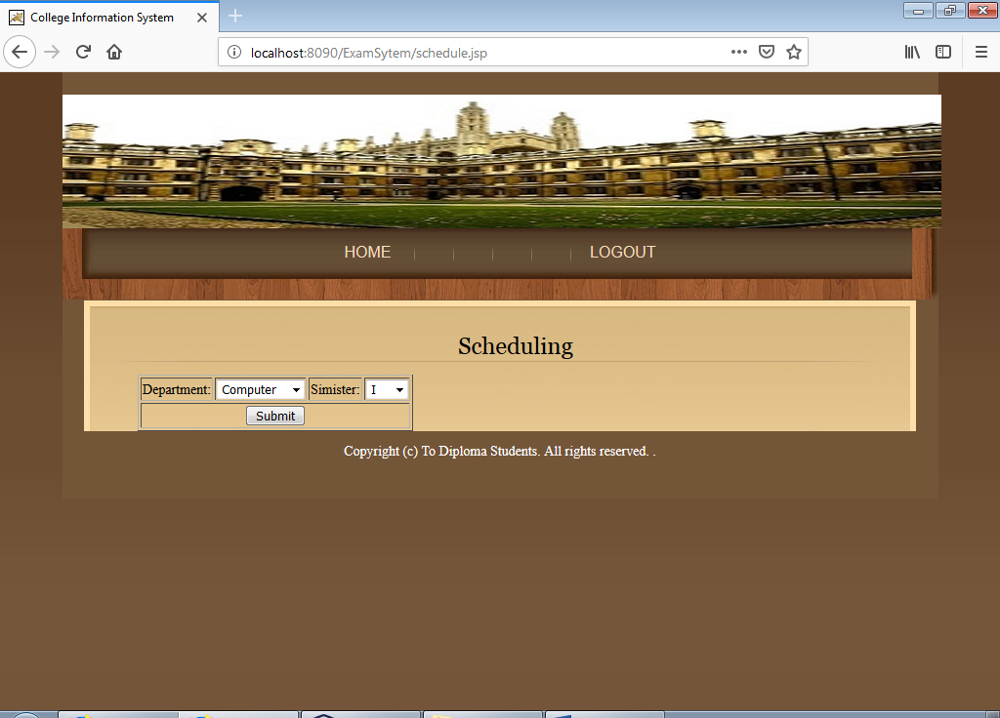 College Information System
localhost:8090/ExamSytem/schedule.jsp
HOME LOGOUT
Scheduling
Department: Computer Simister: I
Submit
Copyright (c) To Diploma Students. All rights reserved. .